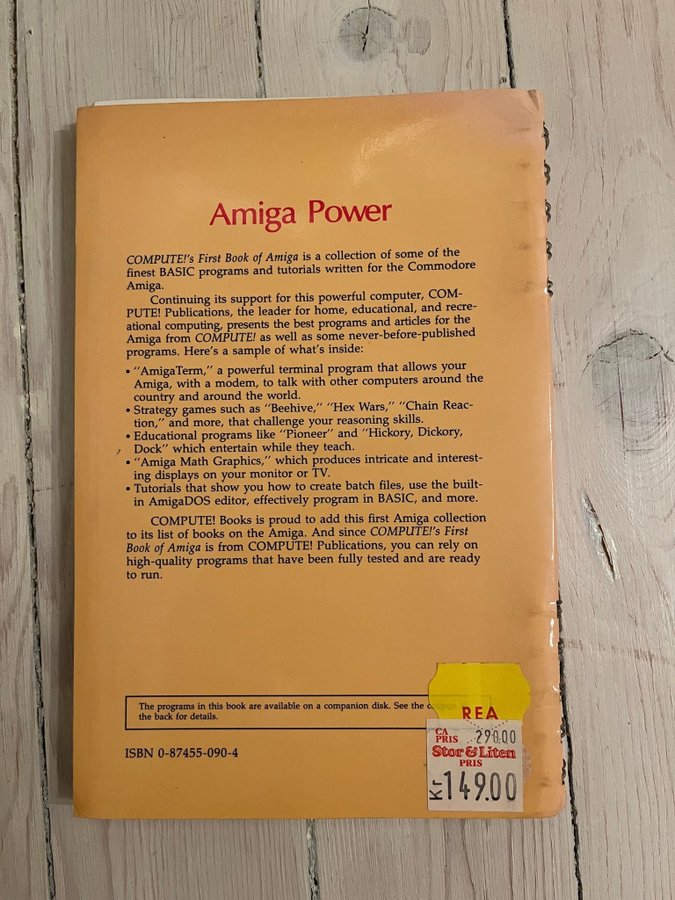 Amiga Power
COMPUTE!'s First Book of Amiga is a collection of some of the
finest BASIC programs and tutorials written for the Commodore
Amiga.
Continuing its support for this powerful computer, COM-
PUTE! Publications, the leader for home, educational, and recre-
ational computing, presents the best programs and articles for the
Amiga from COMPUTE! as well as some never-before-published
programs. Here's a sample of what's inside:
• "AmigaTerm," a powerful terminal program that allows your
Amiga, with a modem, to talk with other computers around the
country and around the world.
• Strategy games such as "Beehive," "Hex Wars," "Chain Reac-
tion," and more, that challenge your reasoning skills.
• Educational programs like "Pioneer" and "Hickory, Dickory,
Dock" which entertain while they teach.
• "Amiga Math Graphics," which produces intricate and interest-
ing displays on your monitor or TV.
• Tutorials that show you how to create batch files, use the built-
in AmigaDOS editor, effectively program in BASIC, and more.
COMPUTE! Books is proud to add this first Amiga collection
to its list of books on the Amiga. And since COMPUTE!'s First
Book of Amiga is from COMPUTE! Publications, you can rely on
high-quality programs that have been fully tested and are ready
to run.
The programs in this book are available on a companion disk. See the
the back for details.
ISBN 0-87455-090-4
REA
CA
PRIS 290.00
Stor & Liten
PRIS
Kr 149.00